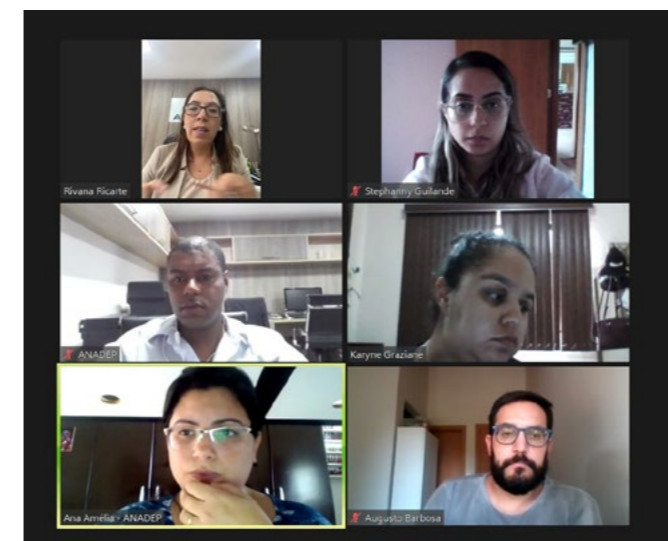 Rivana Ricarte
Stephanny Guilande
ANADEP
Karyne Graziane
Ana Amélia - ANADEP
Augusto Barbosa